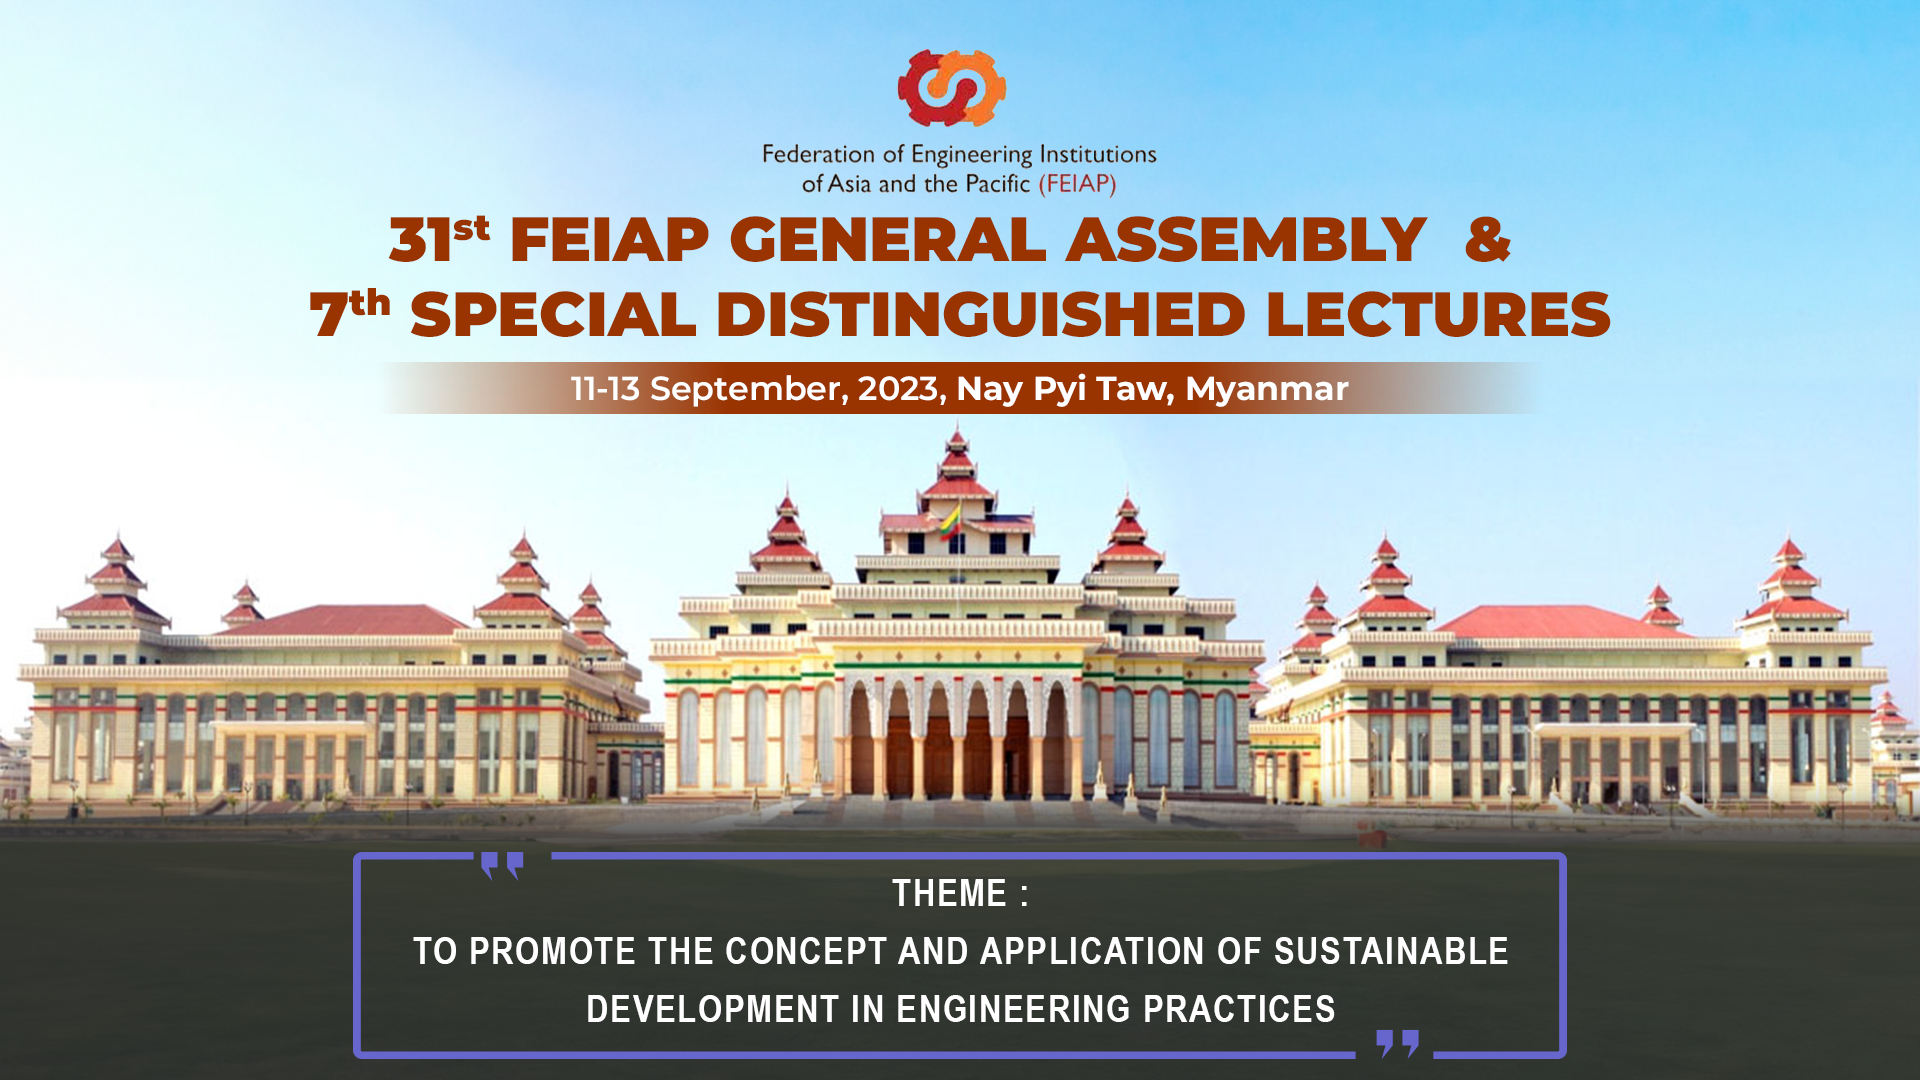 Federation of Engineering Institutions
of Asia and the Pacific (FEIAP)
31st FEIAP GENERAL ASSEMBLY &
7th SPECIAL DISTINGUISHED LECTURES
11-13 September, 2023, Nay Pyi Taw, Myanmar
THEME :
TO PROMOTE THE CONCEPT AND APPLICATION OF SUSTAINABLE
DEVELOPMENT IN ENGINEERING PRACTICES